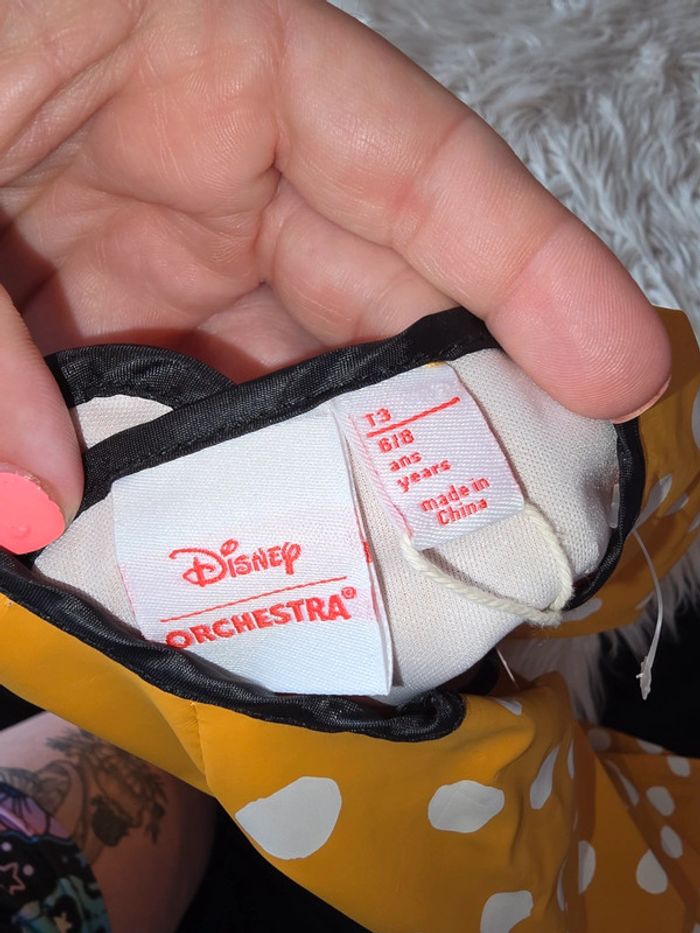 Disney
ORCHESTRA®
T3
6/8
ans
years
made in
China